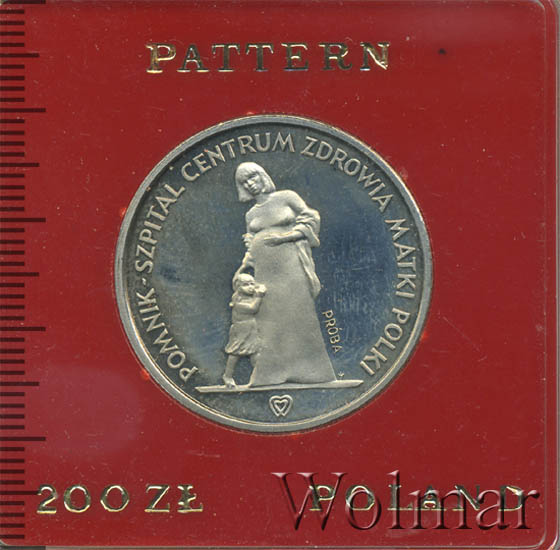 PATTERN
POMNIK-SZPITAL CENTRUM ZDROWIA MATKI POLKI
PRÓBA
200 ZŁ POLAND
Wolmar